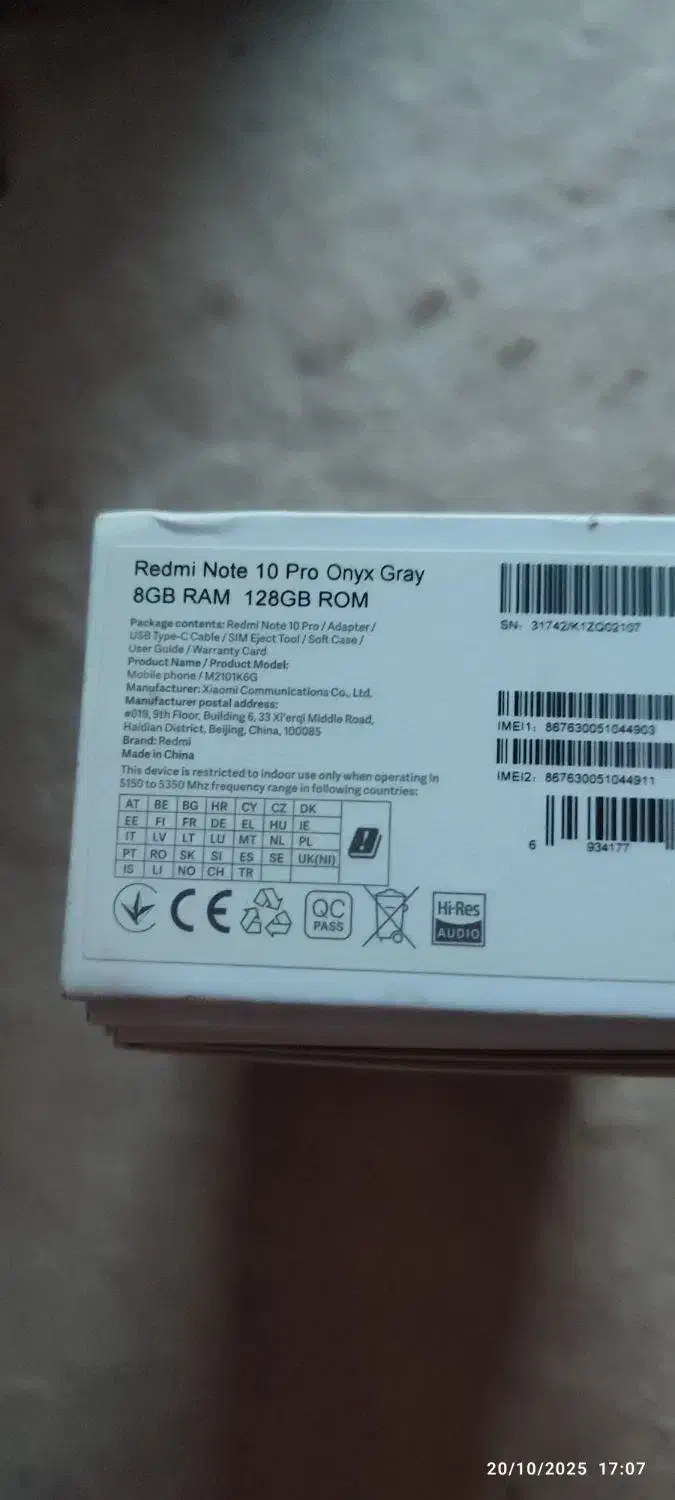 Redmi Note 10 Pro Onyx Gray
8GB RAM 128GB ROM
Package contents: Redmi Note 10 Pro / Adapter /
USB Type-C Cable / SIM Eject Tool / Soft Case /
User Guide / Warranty Card
Product Name / Product Model:
Mobile phone / M2101K6G
Manufacturer: Xiaomi Communications Co., Ltd.
Manufacturer postal address:
#019, 9th Floor, Building 6, 33 Xi'erqi Middle Road,
Haidian District, Beijing, China, 100085
Brand: Redmi
Made in China
This device is restricted to indoor use only when operating in
5150 to 5350 Mhz frequency range in following countries:
AT BE BG HR CY CZ DK
EE FI FR DE EL HU IE
IT LV LT LU MT NL PL
PT RO SK SI ES SE UK(NI)
IS LI NO CH TR
CE
QC
PASS
Hi-Res
AUDIO
SN: 31742/K1ZQ02107
IMEI1: 867630051044903
IMEI2: 867630051044911
6 934177
20/10/2025 17:07